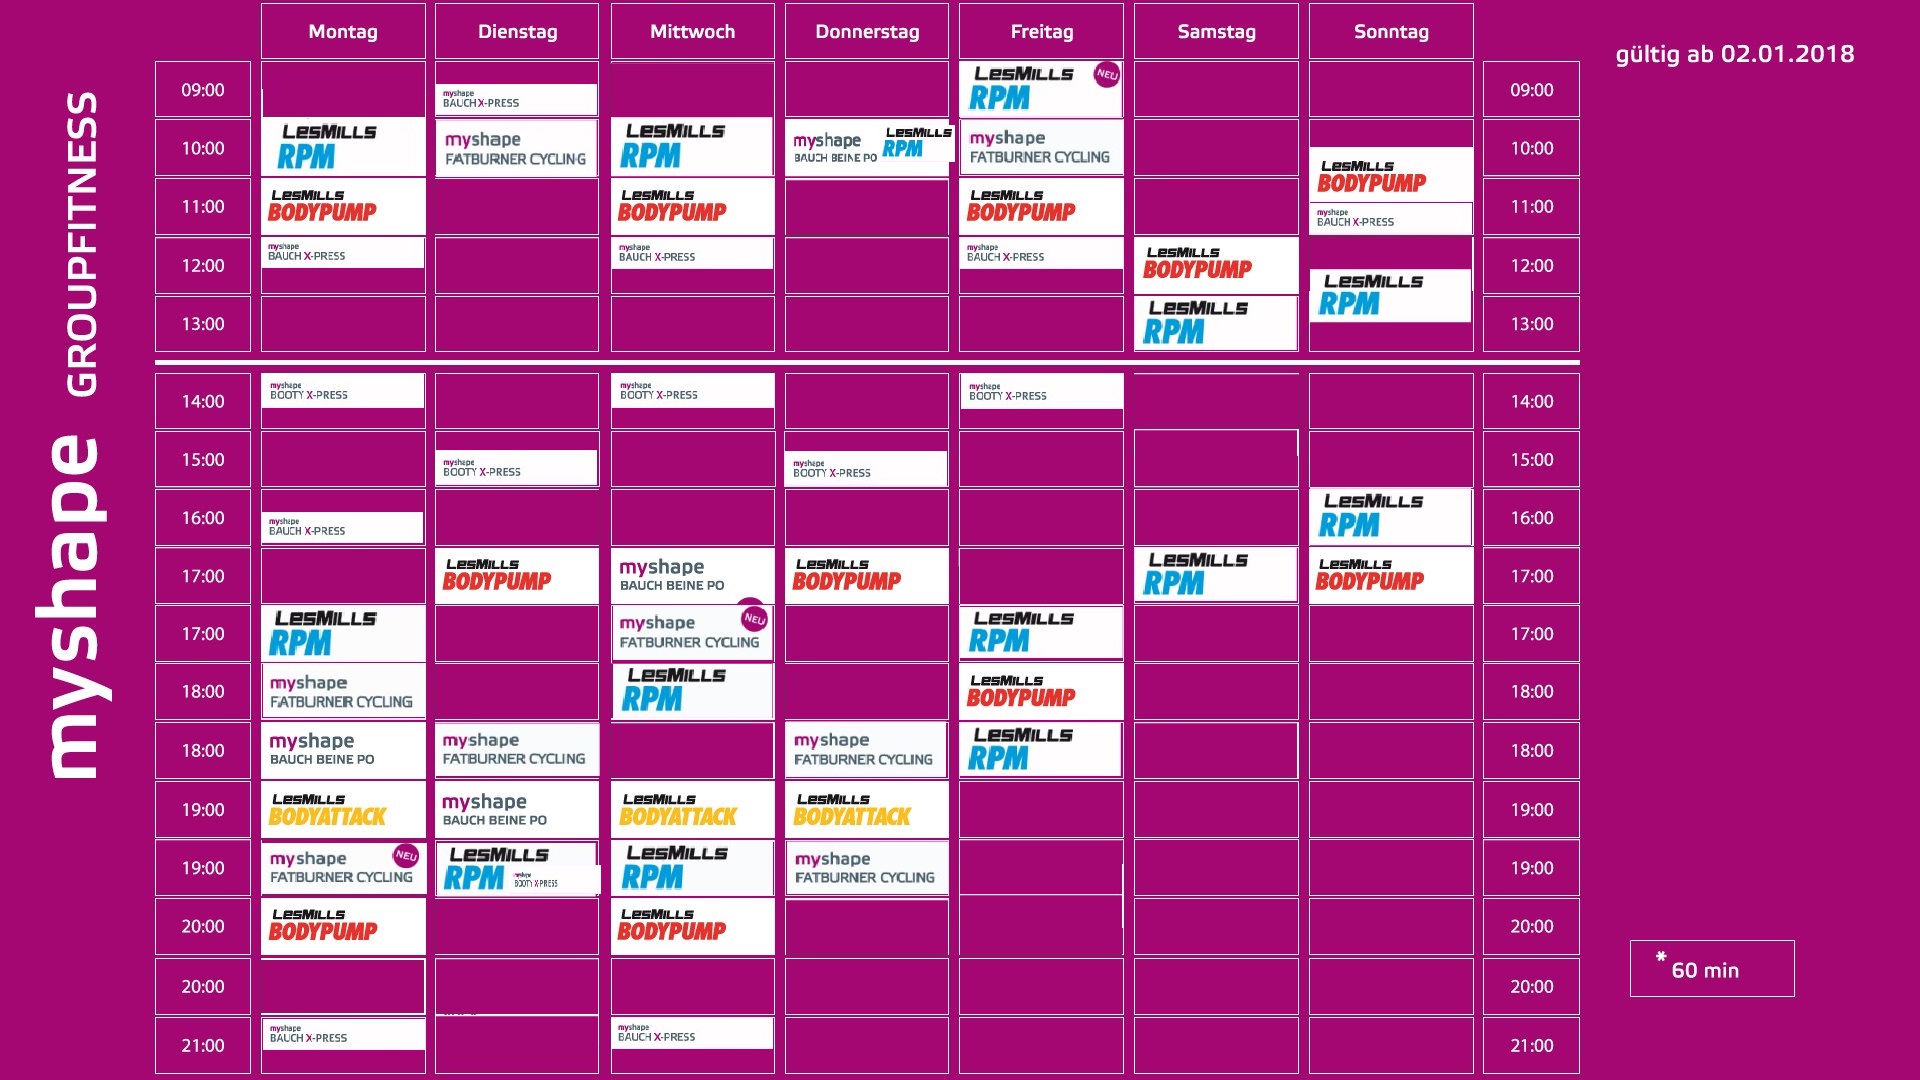 Montag Dienstag Mittwoch Donnerstag Freitag Samstag Sonntag
gültig ab 02.01.2018
myshape GROUPFITNESS
09:00 myshape BAUCH X-PRESS LESMILLS RPM NEU 09:00
10:00 LESMILLS RPM myshape FATBURNER CYCLING LESMILLS RPM myshape BAUCH BEINE PO LESMILLS RPM myshape FATBURNER CYCLING LESMILLS BODYPUMP 10:00
11:00 LESMILLS BODYPUMP LESMILLS BODYPUMP LESMILLS BODYPUMP myshape BAUCH X-PRESS 11:00
12:00 myshape BAUCH X-PRESS myshape BAUCH X-PRESS myshape BAUCH X-PRESS LESMILLS BODYPUMP LESMILLS RPM 12:00
13:00 LESMILLS RPM 13:00
14:00 myshape BOOTY X-PRESS myshape BOOTY X-PRESS myshape BOOTY X-PRESS 14:00
15:00 myshape BOOTY X-PRESS myshape BOOTY X-PRESS 15:00
16:00 myshape BAUCH X-PRESS LESMILLS RPM 16:00
17:00 LESMILLS BODYPUMP myshape BAUCH BEINE PO LESMILLS BODYPUMP LESMILLS RPM LESMILLS BODYPUMP 17:00
17:00 LESMILLS RPM myshape FATBURNER CYCLING NEU LESMILLS RPM 17:00
18:00 myshape FATBURNER CYCLING LESMILLS RPM LESMILLS BODYPUMP 18:00
18:00 myshape BAUCH BEINE PO myshape FATBURNER CYCLING myshape FATBURNER CYCLING LESMILLS RPM 18:00
19:00 LESMILLS BODYATTACK myshape BAUCH BEINE PO LESMILLS BODYATTACK LESMILLS BODYATTACK 19:00
19:00 myshape FATBURNER CYCLING NEU LESMILLS RPM myshape BOOTY X-PRESS LESMILLS RPM myshape FATBURNER CYCLING 19:00
20:00 LESMILLS BODYPUMP LESMILLS BODYPUMP 20:00
20:00 20:00
21:00 myshape BAUCH X-PRESS myshape BAUCH X-PRESS 21:00
* 60 min